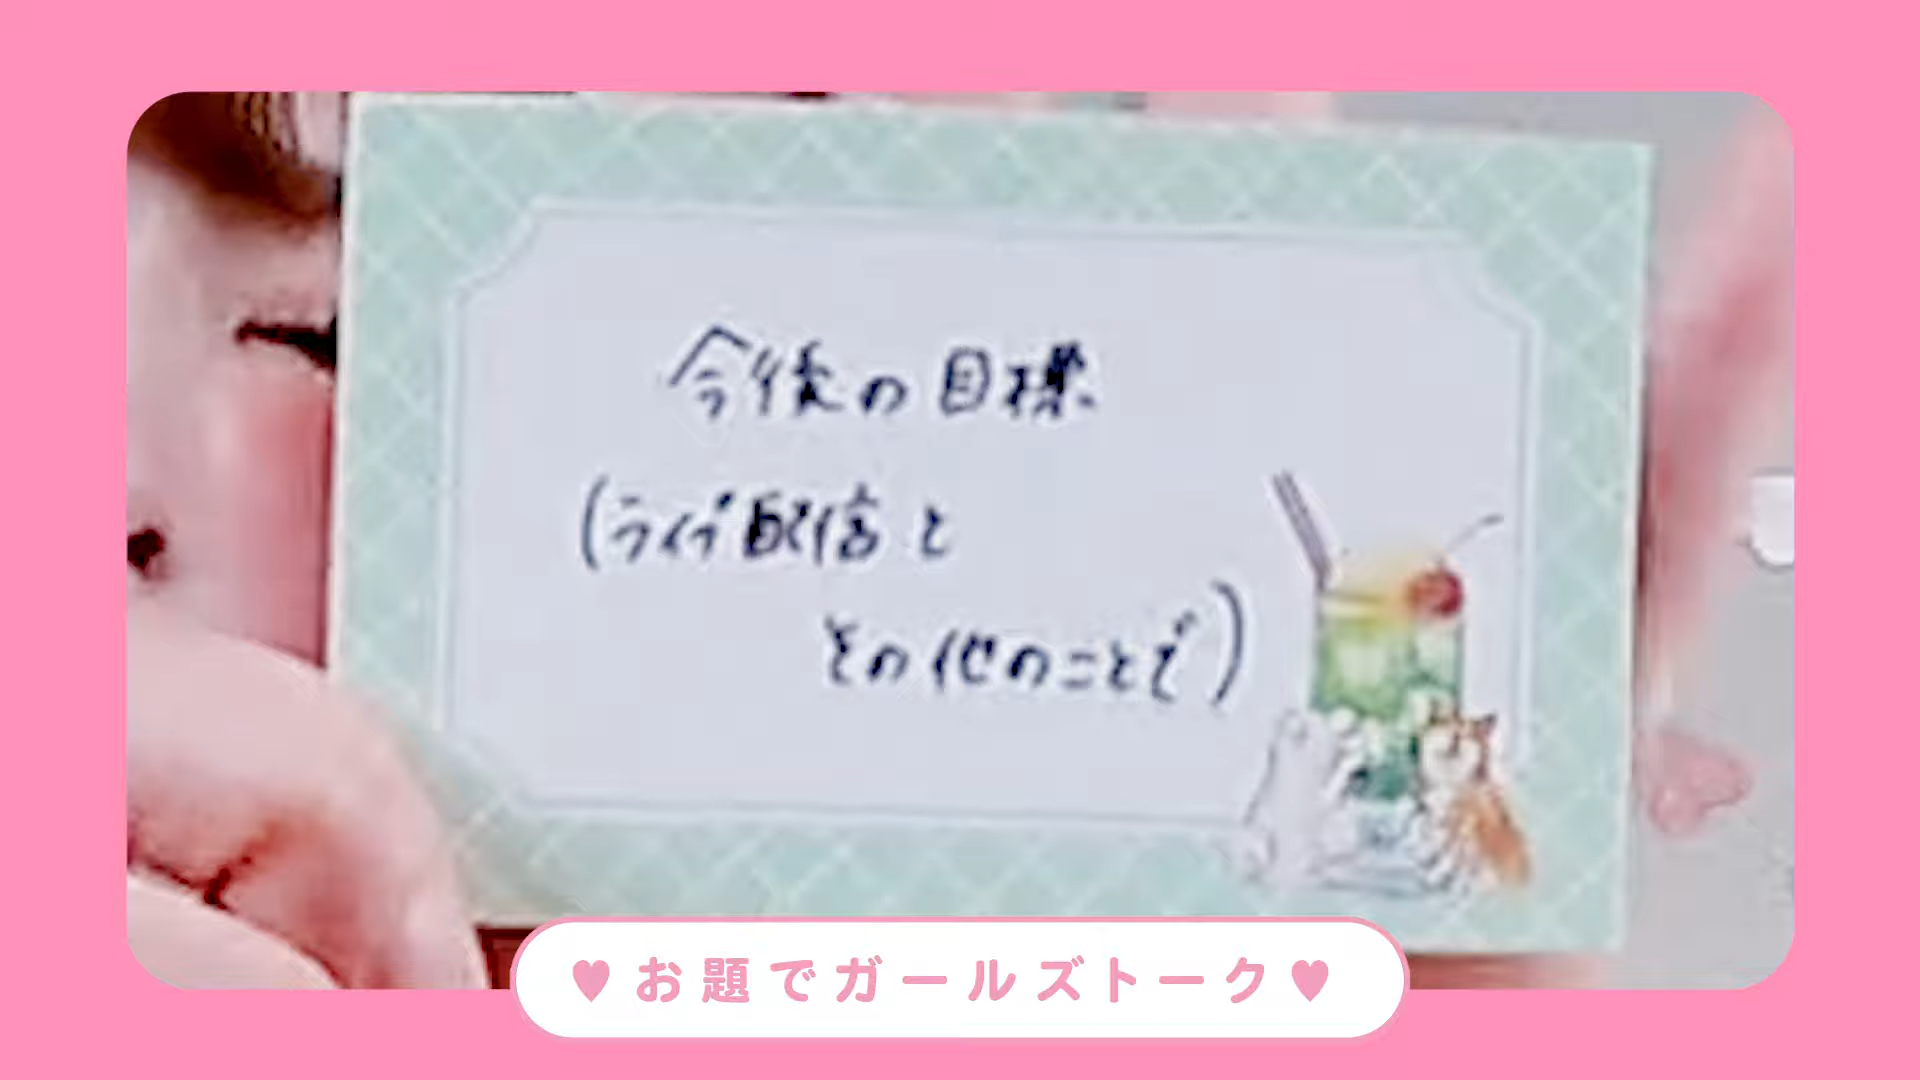 今後の目標
(ライブ配信と
その他のことで)
♥お題でガールズトーク♥